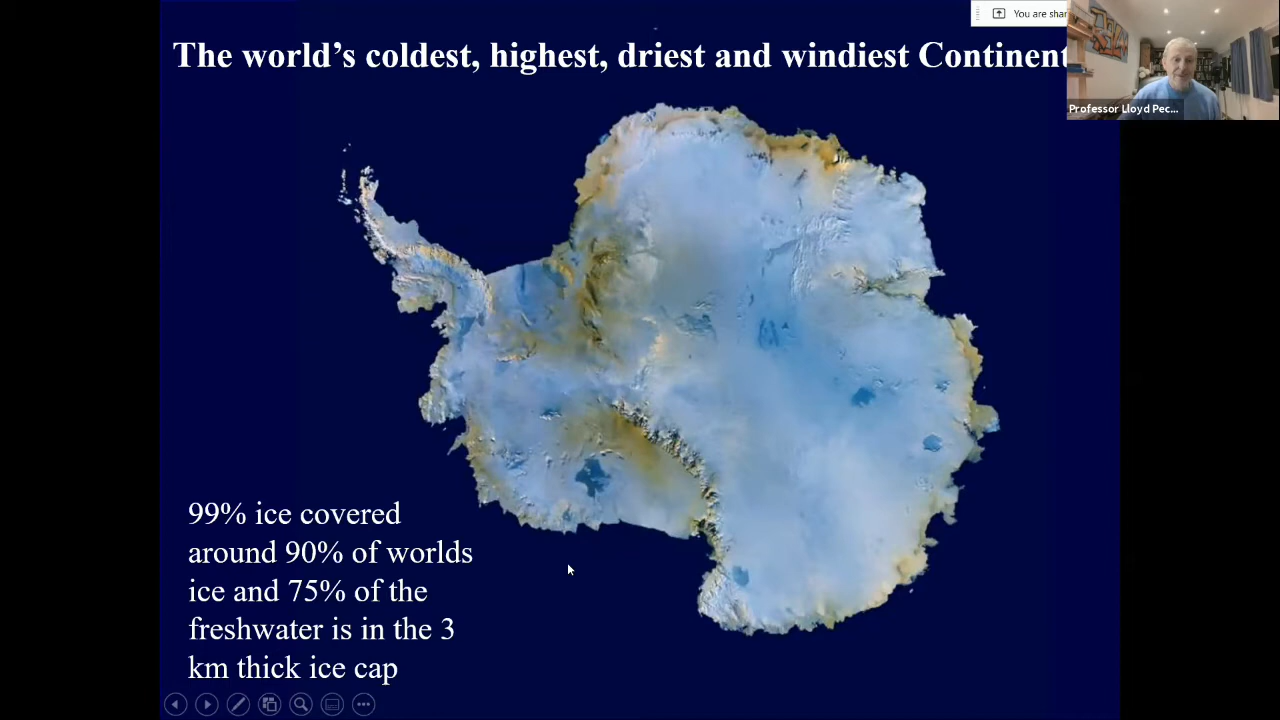 You are shar
The world’s coldest, highest, driest and windiest Continent
Professor Lloyd Pec...
99% ice covered
around 90% of worlds
ice and 75% of the
freshwater is in the 3
km thick ice cap